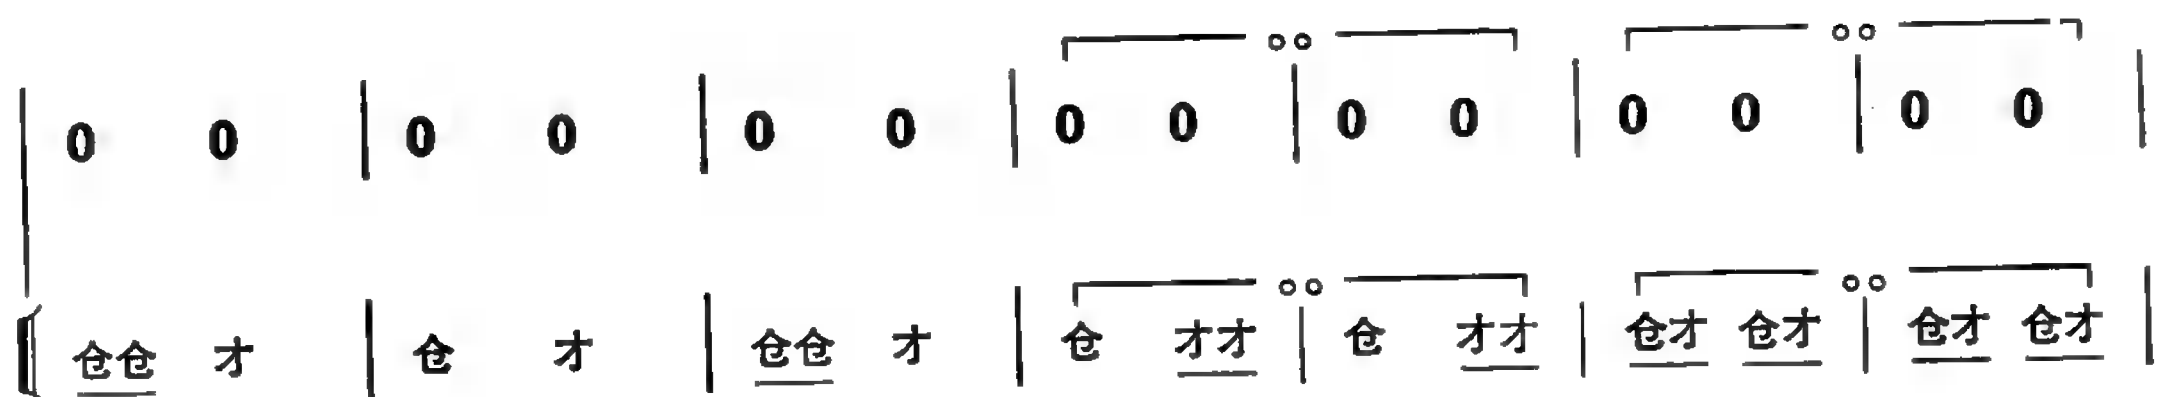 0 0 | 0 0 | 0 0 | 0 0 | 0 0 | 0 0 | 0 0 |
仓仓 才 | 仓 才 | 仓仓 才 | 仓 才才 | 仓 才才 | 仓才 仓才 | 仓才 仓才 |